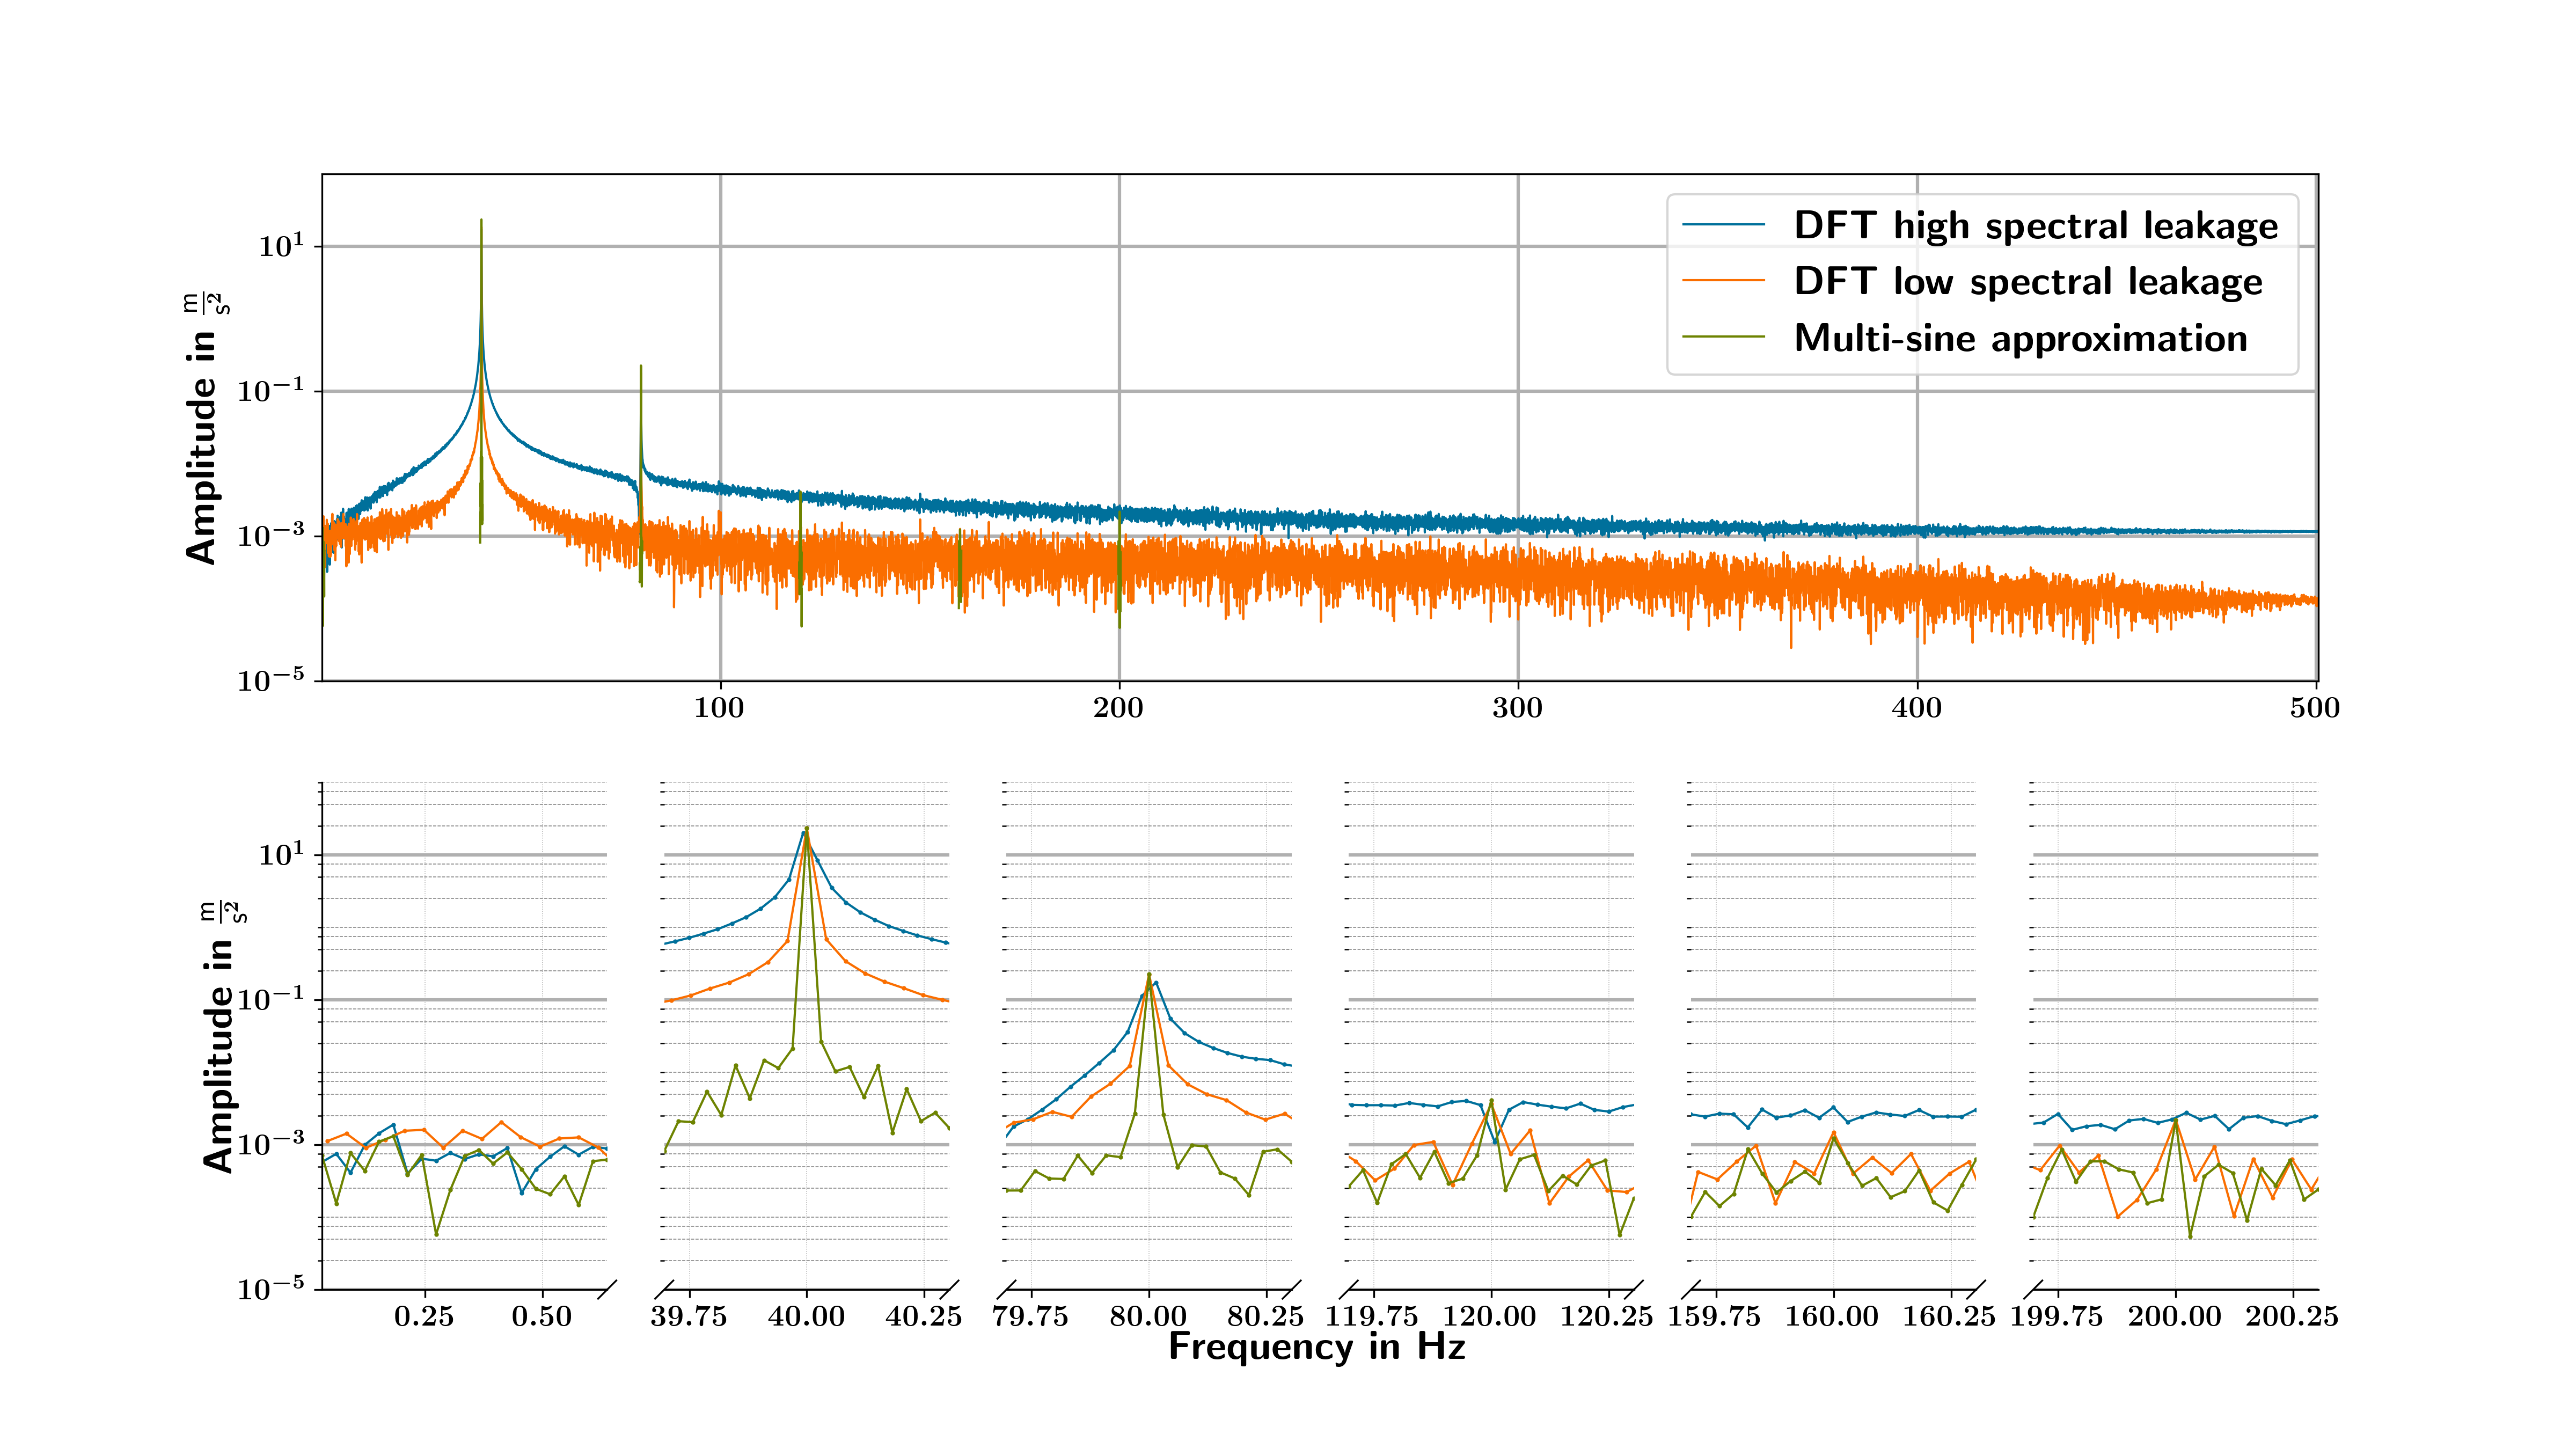 DFT high spectral leakage
DFT low spectral leakage
Multi-sine approximation
Amplitude in m/s²
10¹
10⁻¹
10⁻³
10⁻⁵
100 200 300 400 500
Amplitude in m/s²
10¹
10⁻¹
10⁻³
10⁻⁵
0.25 0.50 39.75 40.00 40.25 79.75 80.00 80.25 119.75 120.00 120.25 159.75 160.00 160.25 199.75 200.00 200.25
Frequency in Hz